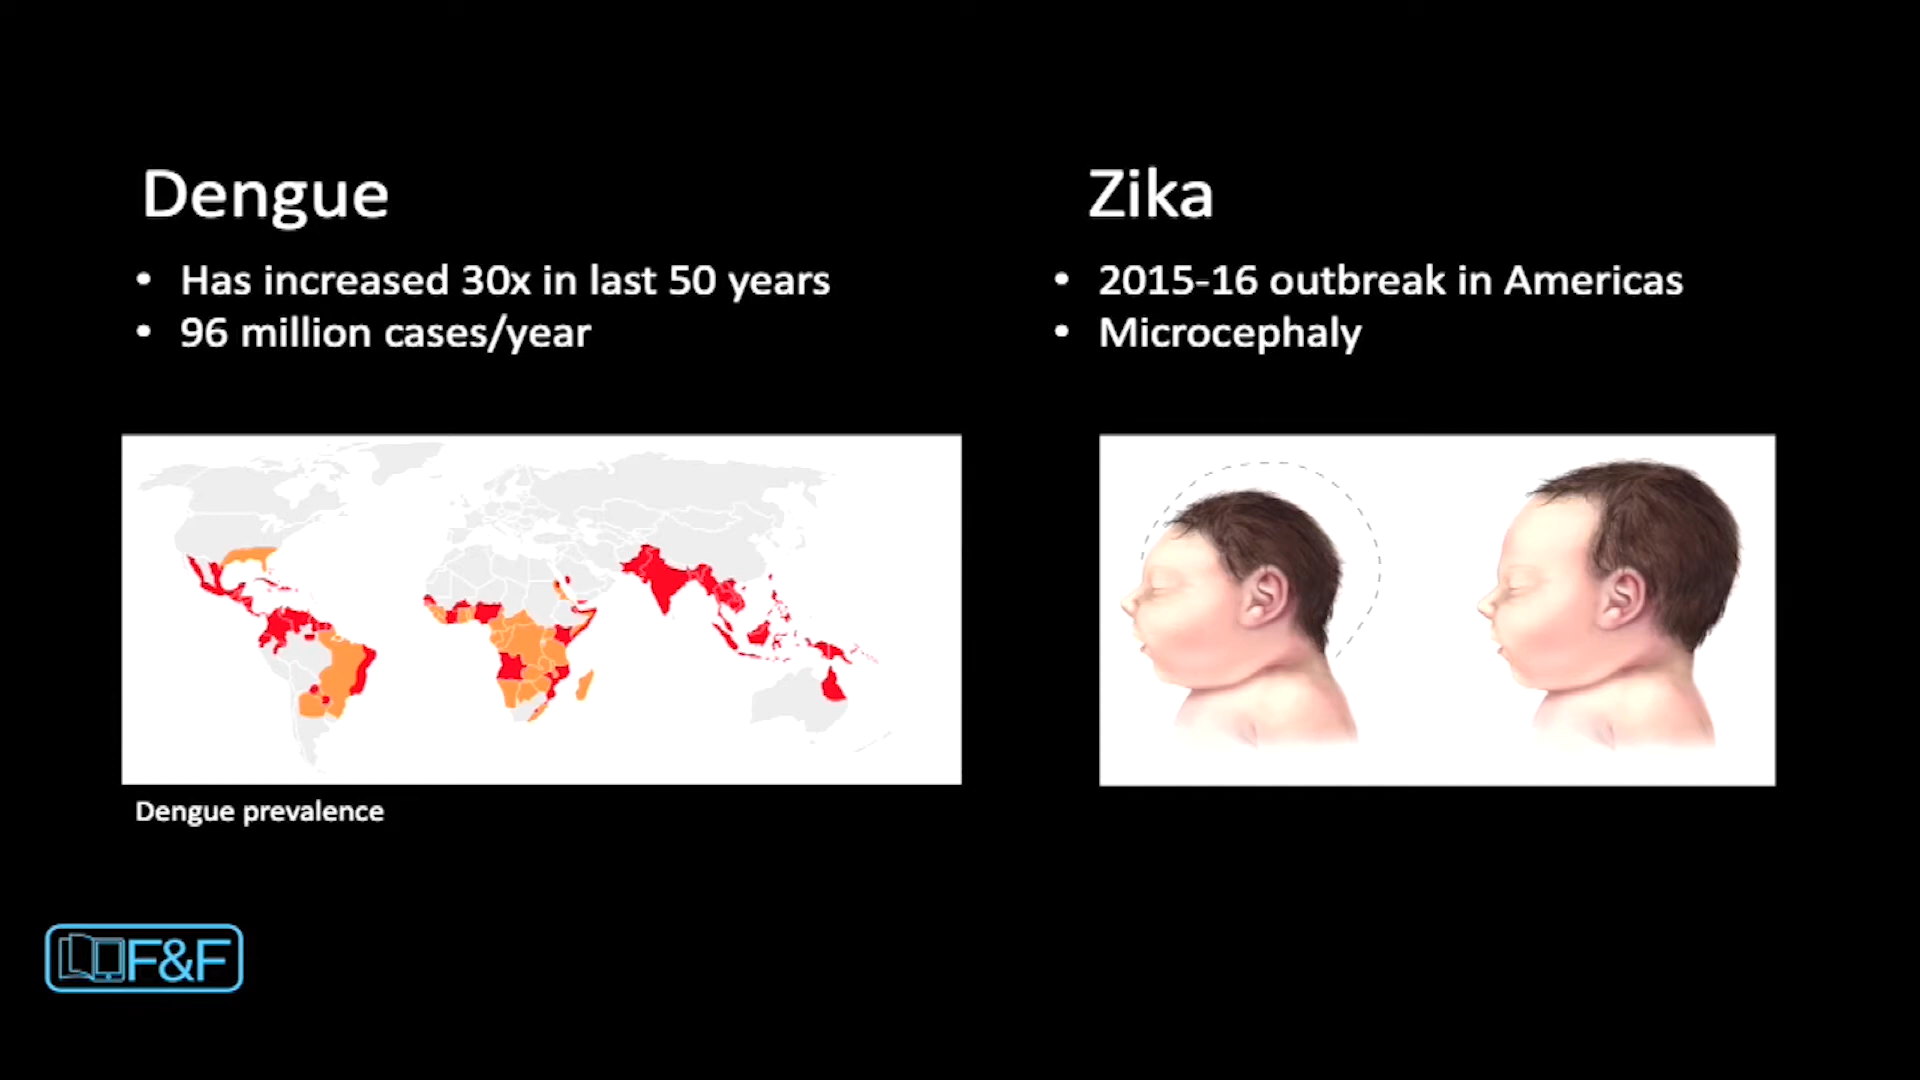 Dengue
• Has increased 30x in last 50 years
• 96 million cases/year
Dengue prevalence
Zika
• 2015-16 outbreak in Americas
• Microcephaly
F&F